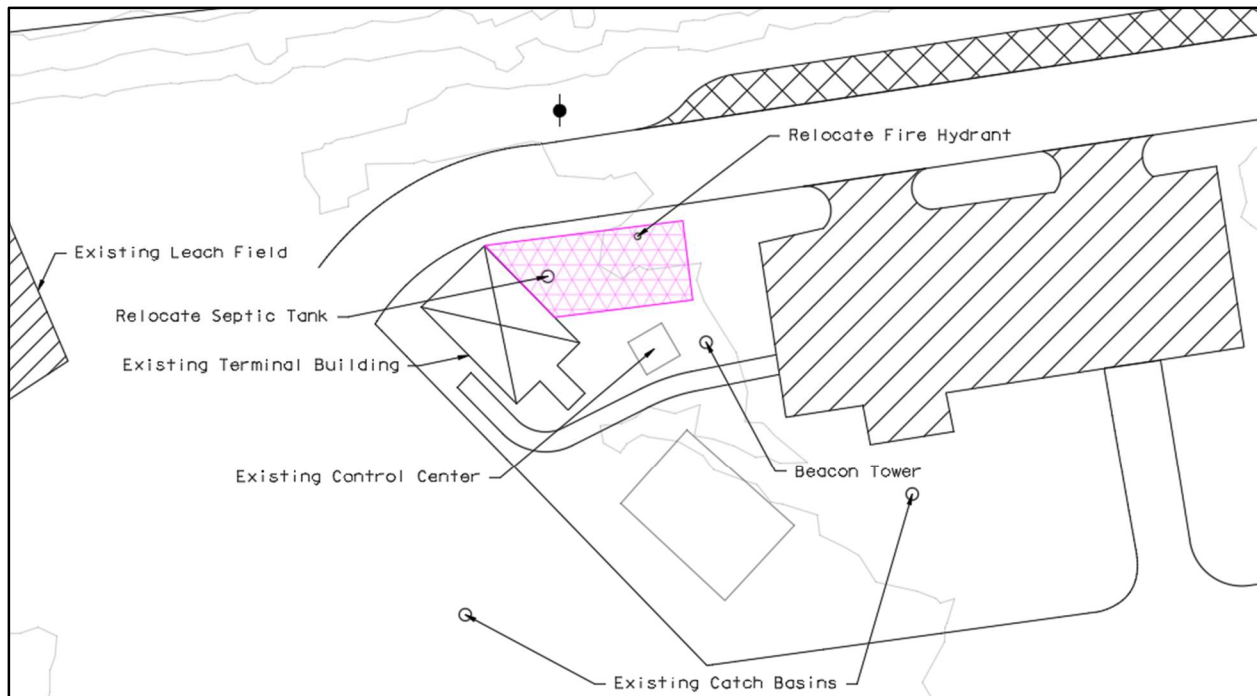 Relocate Fire Hydrant
Existing Leach Field
Relocate Septic Tank
Existing Terminal Building
Existing Control Center
Beacon Tower
Existing Catch Basins